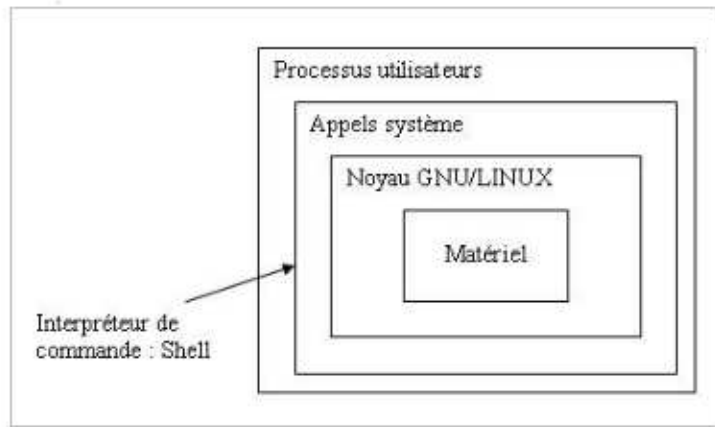 Processus utilisateurs
Appels système
Noyau GNU/LINUX
Matériel
Interpréteur de
commande : Shell